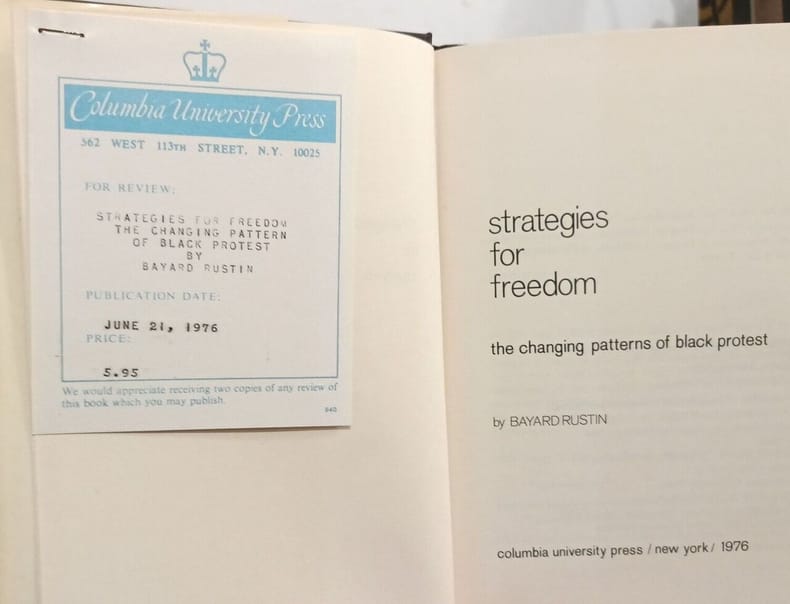 Columbia University Press
562 WEST 113TH STREET, N.Y. 10025
FOR REVIEW:
STRATEGIES FOR FREEDOM
THE CHANGING PATTERN
OF BLACK PROTEST
BY
BAYARD RUSTIN
PUBLICATION DATE:
JUNE 21, 1976
PRICE:
5.95
We would appreciate receiving two copies of any review of
this book which you may publish.
940
strategies
for
freedom
the changing patterns of black protest
by BAYARD RUSTIN
columbia university press / new york / 1976